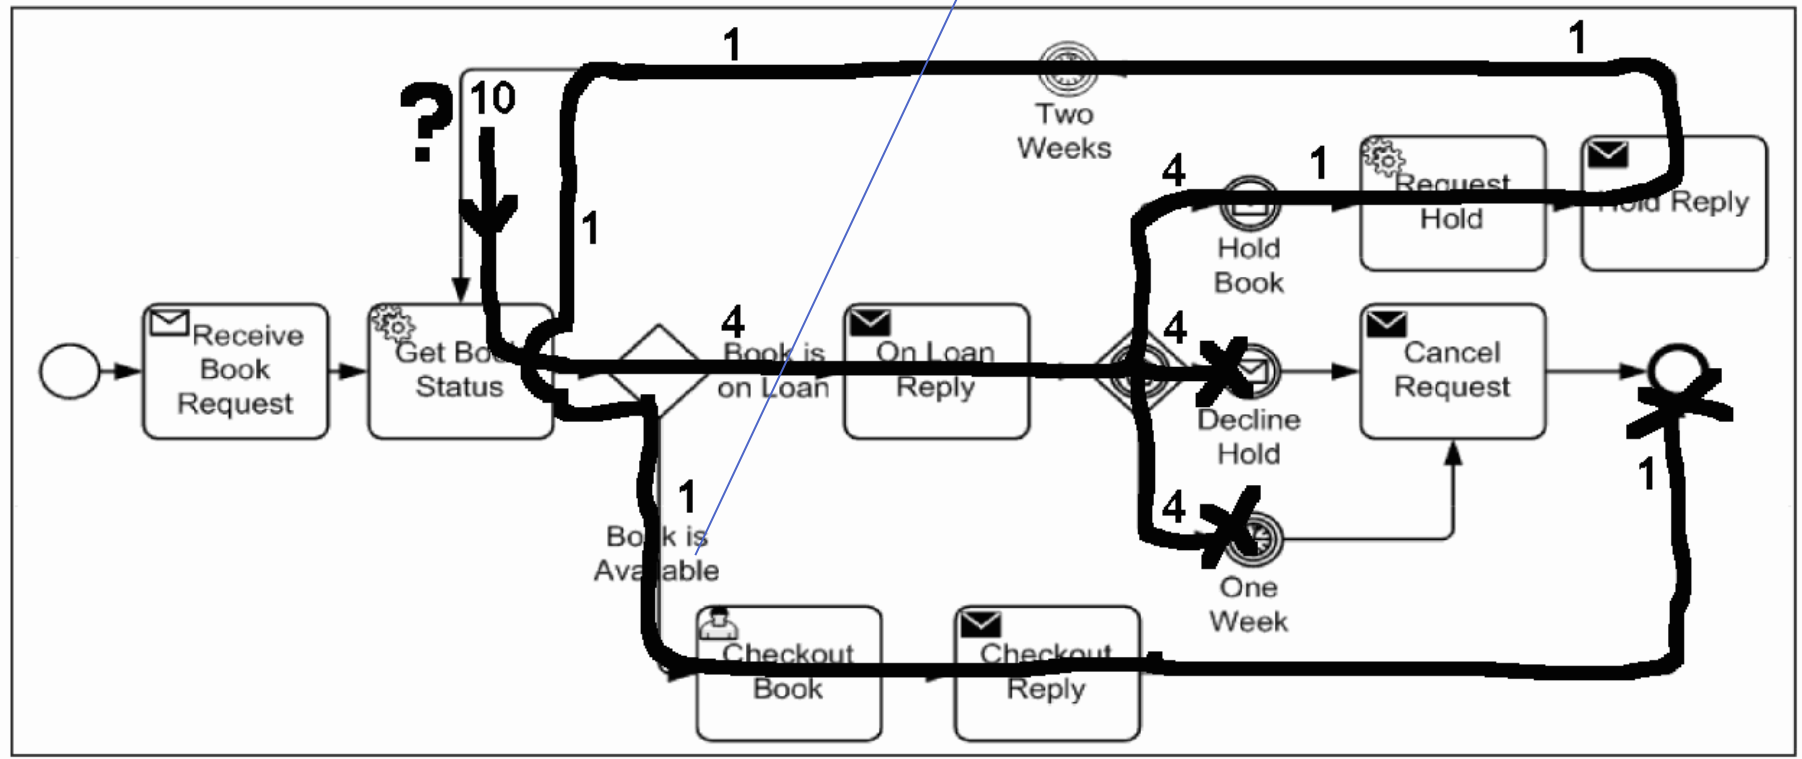 1
1
?
10
Two
Weeks
4
1
Request
Hold
Hold Reply
1
Hold
Book
Receive
Book
Request
Get Book
Status
4
Book is
on Loan
On Loan
Reply
4
Decline
Hold
Cancel
Request
1
Book is
Available
4
One
Week
1
Checkout
Book
Checkout
Reply